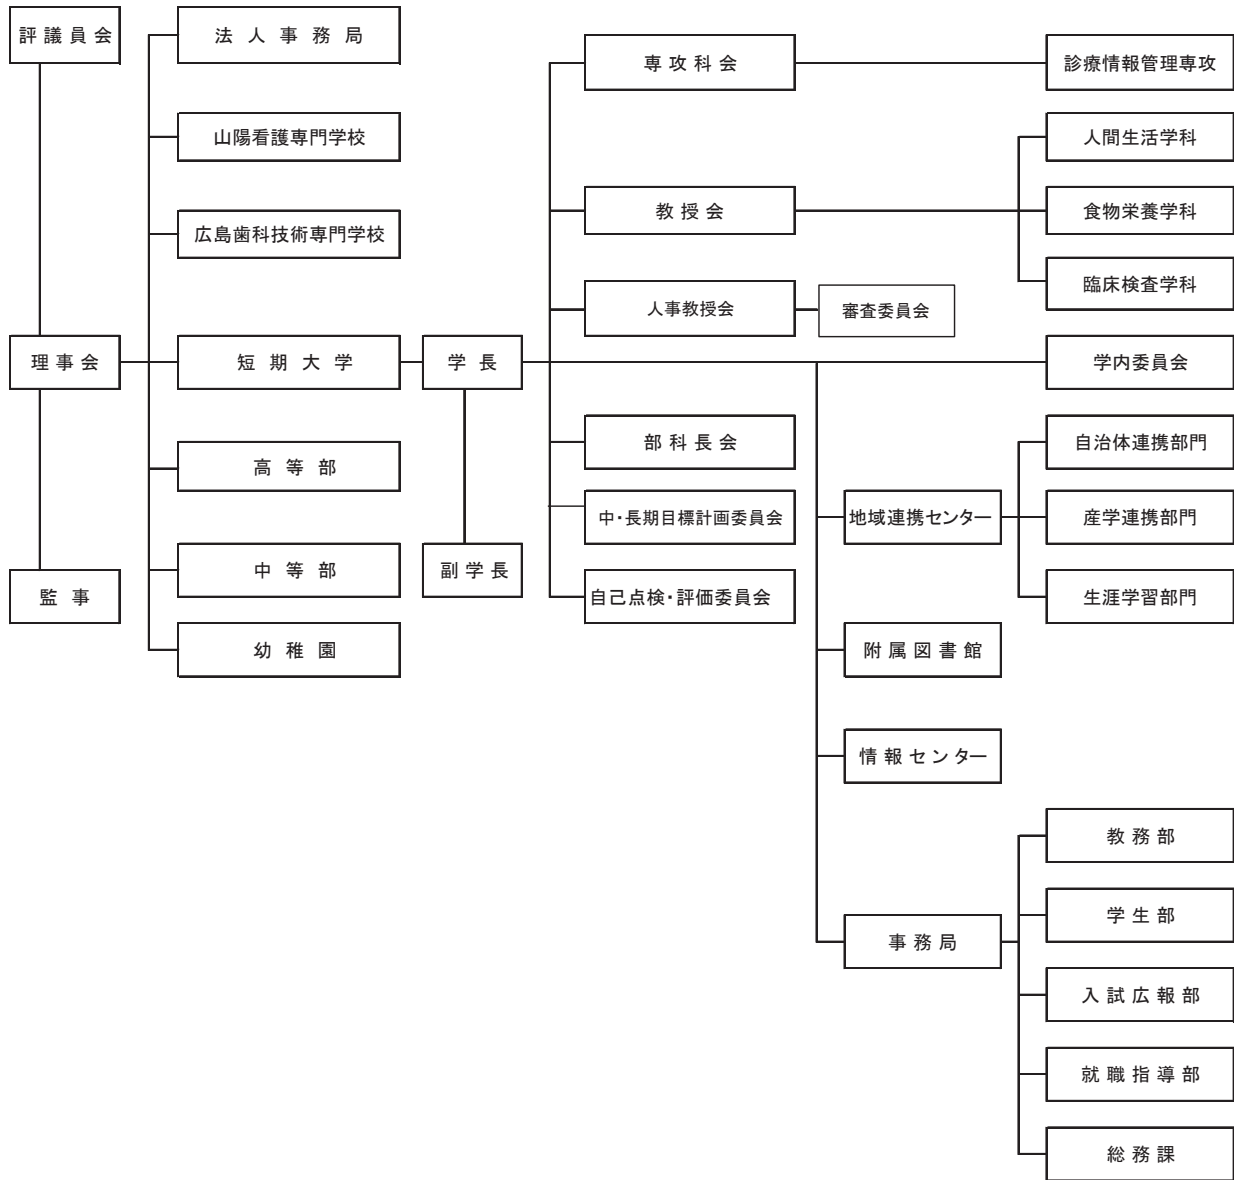 評議員会
理事会
監事
法人事務局
山陽看護専門学校
広島歯科技術専門学校
短期大学
高等部
中等部
幼稚園
学長
副学長
専攻科会
教授会
人事教授会
審査委員会
部科長会
中・長期目標計画委員会
自己点検・評価委員会
地域連携センター
附属図書館
情報センター
事務局
診療情報管理専攻
人間生活学科
食物栄養学科
臨床検査学科
学内委員会
自治体連携部門
産学連携部門
生涯学習部門
教務部
学生部
入試広報部
就職指導部
総務課